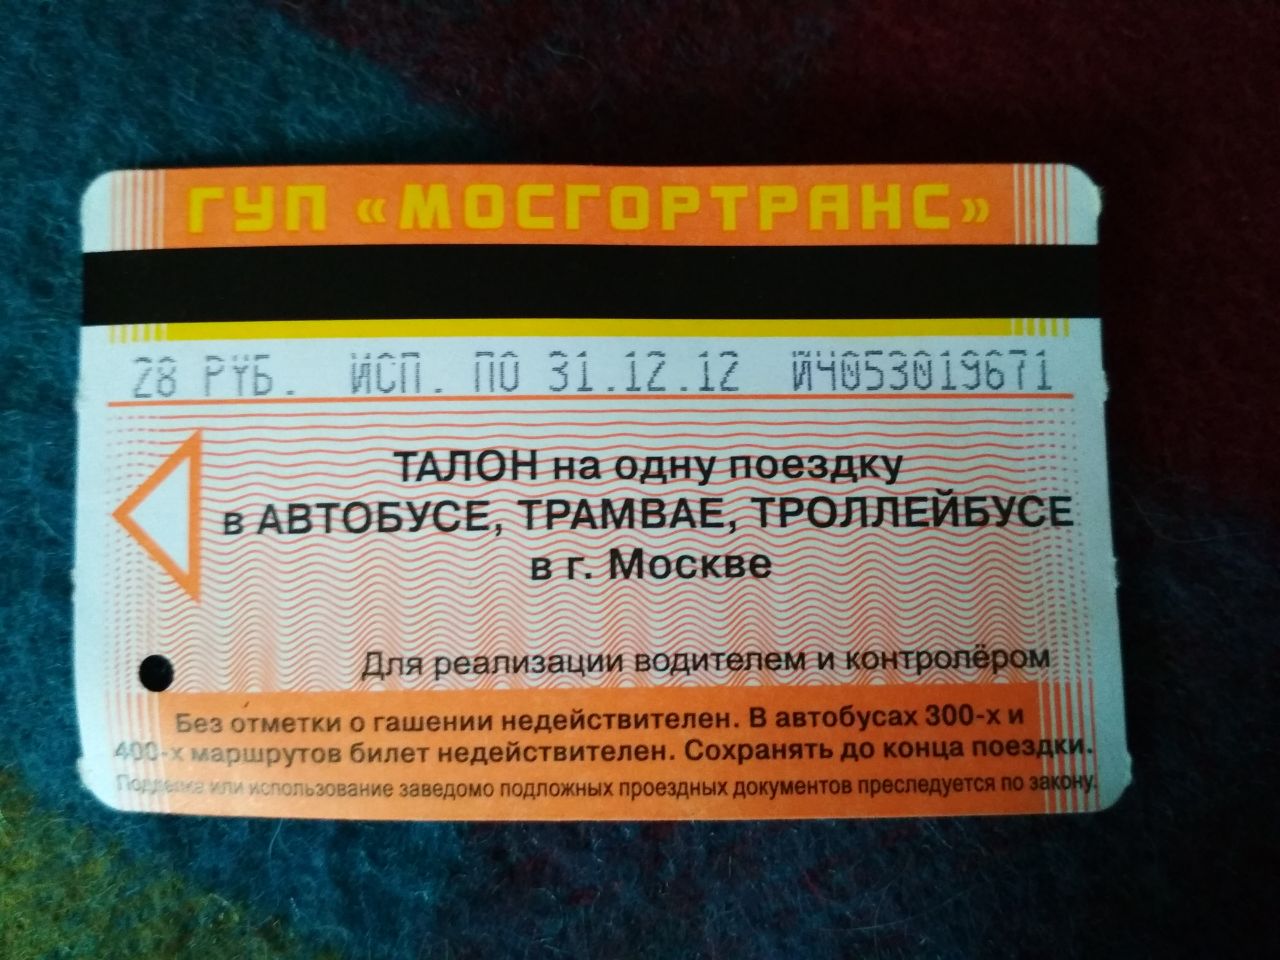 ГУП «МОСГОРТРАНС»
28 РУБ. ИСП. ПО 31.12.12 ИЧ053019671
ТАЛОН на одну поездку
в АВТОБУСЕ, ТРАМВАЕ, ТРОЛЛЕЙБУСЕ
в г. Москве
Для реализации водителем и контролёром
Без отметки о гашении недействителен. В автобусах 300-х и
400-х маршрутов билет недействителен. Сохранять до конца поездки.
Подделка или использование заведомо подложных проездных документов преследуется по закону.